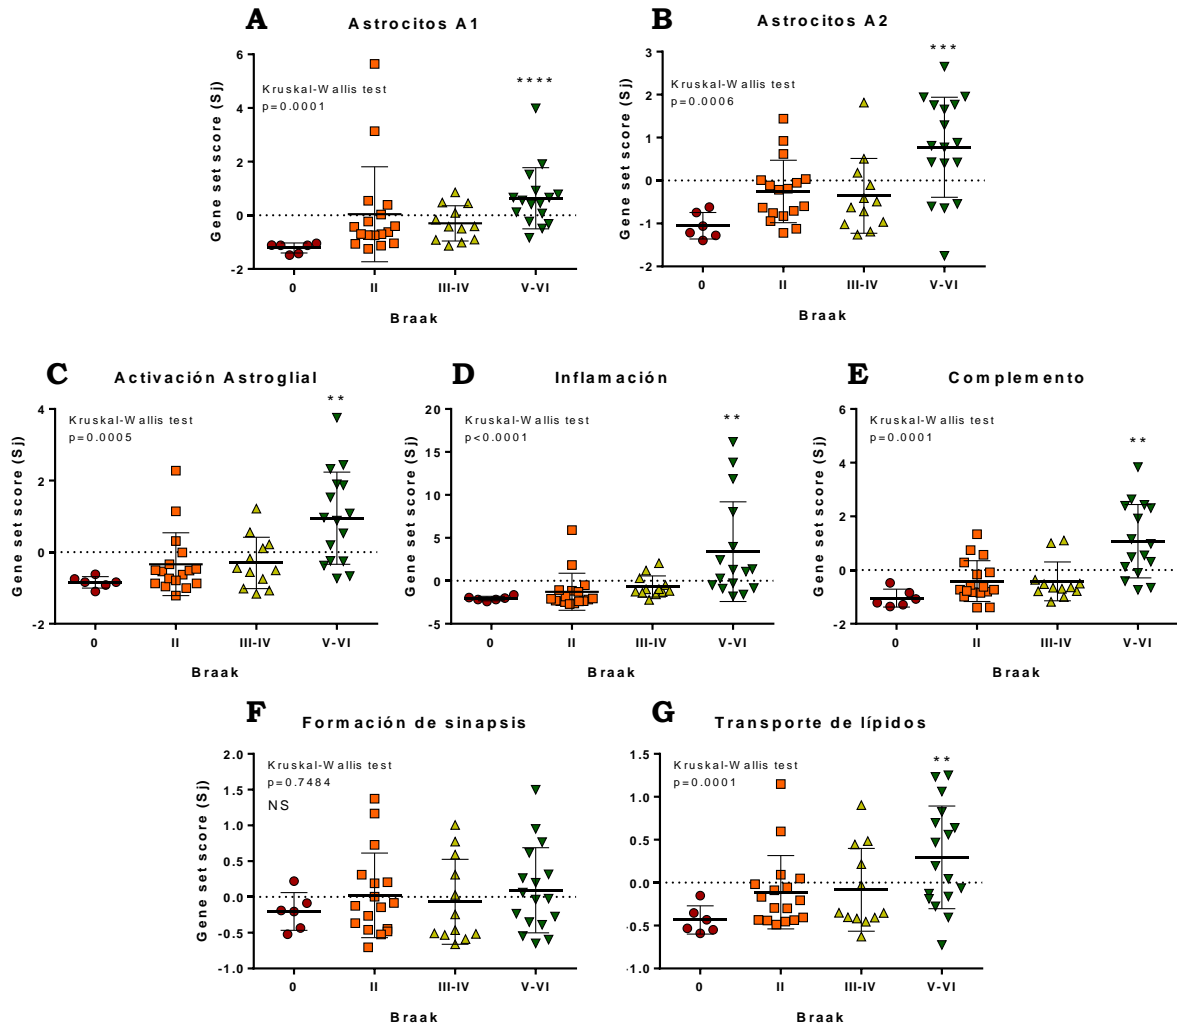 A
Astrocitos A1
Gene set score (Sj)
6
4
2
0
-2
Kruskal-Wallis test
p=0.0001
****
0 II III-IV V-VI
Braak
B
Astrocitos A2
Gene set score (Sj)
3
2
1
0
-1
-2
Kruskal-Wallis test
p=0.0006
***
0 II III-IV V-VI
Braak
C
Activación Astroglial
Gene set score (Sj)
4
2
0
-2
Kruskal-Wallis test
p=0.0005
**
0 II III-IV V-VI
Braak
D
Inflamación
Gene set score (Sj)
20
15
10
5
0
-5
Kruskal-Wallis test
p<0.0001
**
0 II III-IV V-VI
Braak
E
Complemento
Gene set score (Sj)
6
4
2
0
-2
Kruskal-Wallis test
p=0.0001
**
0 II III-IV V-VI
Braak
F
Formación de sinapsis
Gene set score (Sj)
2.0
1.5
1.0
0.5
0.0
-0.5
-1.0
Kruskal-Wallis test
p=0.7484
NS
0 II III-IV V-VI
Braak
G
Transporte de lípidos
Gene set score (Sj)
1.5
1.0
0.5
0.0
-0.5
-1.0
Kruskal-Wallis test
p=0.0001
**
0 II III-IV V-VI
Braak